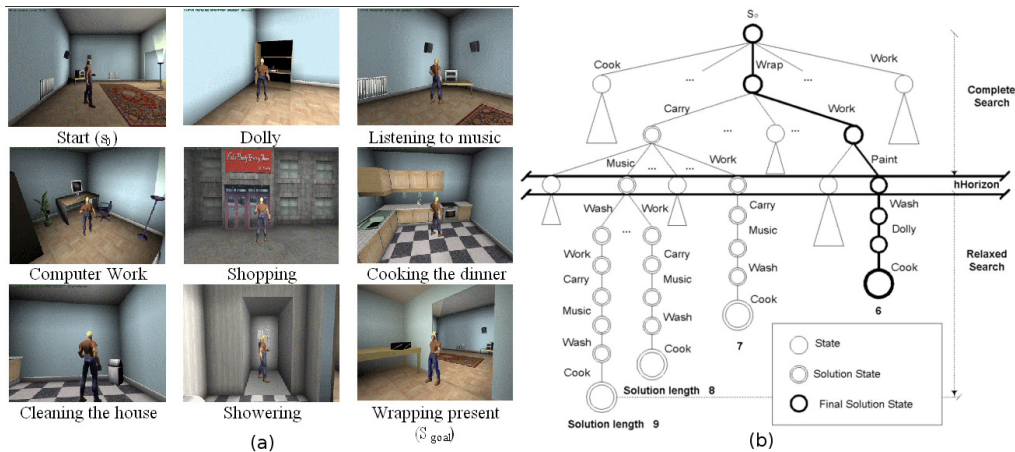 Start (s₀)
Dolly
Listening to music
Computer Work
Shopping
Cooking the dinner
Cleaning the house
Showering
Wrapping present
(S goal)
(a)
S₀
Cook
Wrap
Work
...
...
Complete
Search
Carry
Work
...
...
Music
Work
Paint
...
...
hHorizon
Wash
Work
Carry
Wash
...
Music
Dolly
Work
Carry
Relaxed
Search
Carry
Music
Wash
Cook
Music
Wash
Cook
6
Wash
Cook
7
Cook
Solution length 8
Solution length 9
State
Solution State
Final Solution State
(b)